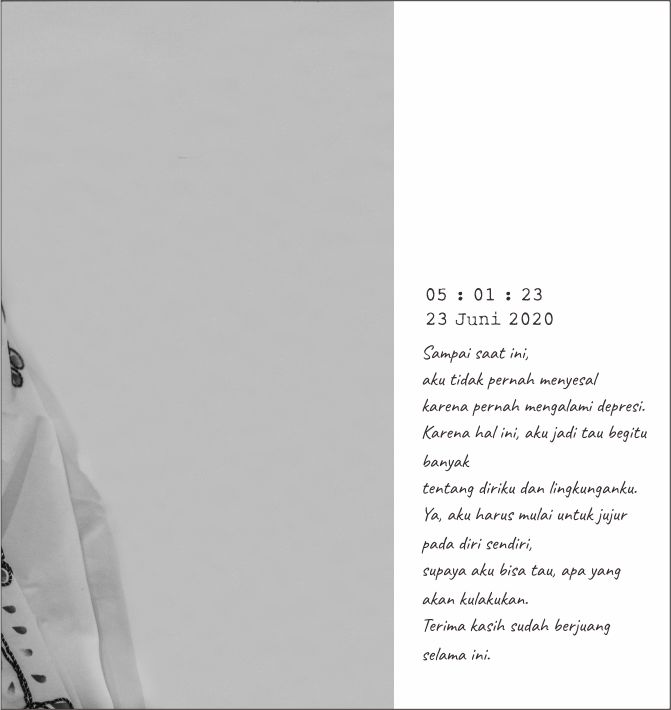 05 : 01 : 23
23 Juni 2020
Sampai saat ini,
aku tidak pernah menyesal
karena pernah mengalami depresi.
Karena hal ini, aku jadi tau begitu
banyak
tentang diriku dan lingkunganku.
Ya, aku harus mulai untuk jujur
pada diri sendiri,
supaya aku bisa tau, apa yang
akan kulakukan.
Terima kasih sudah berjuang
selama ini.